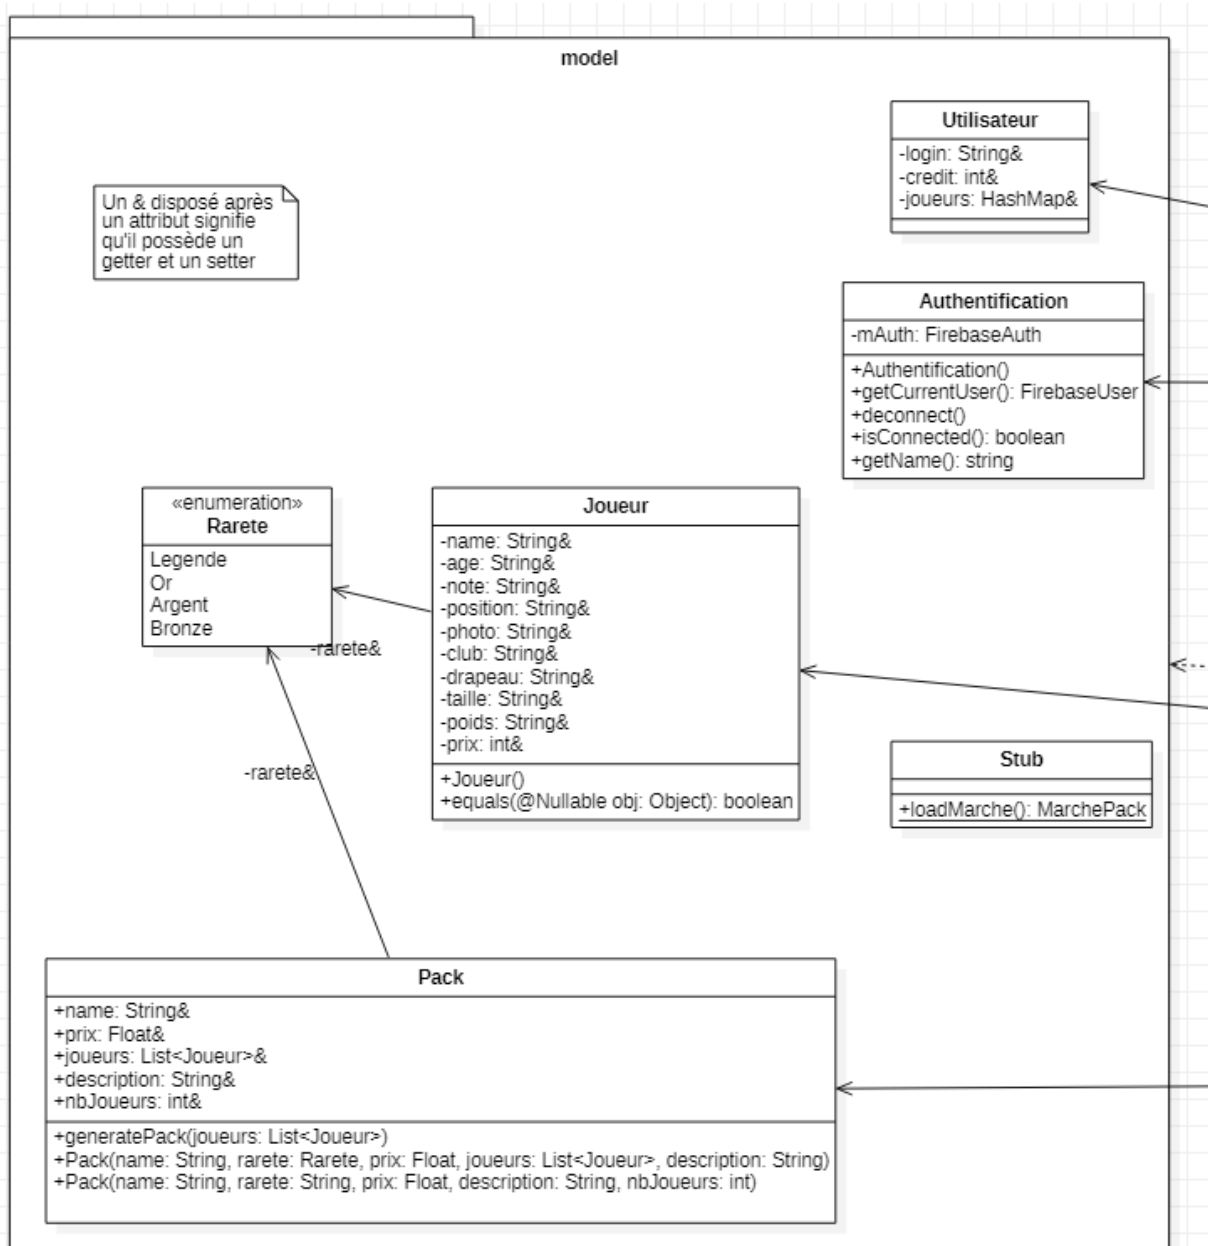 model
Utilisateur
-login: String&
-credit: int&
-joueurs: HashMap&
Un & disposé après
un attribut signifie
qu'il possède un
getter et un setter
Authentification
-mAuth: FirebaseAuth
+Authentification()
+getCurrentUser(): FirebaseUser
+deconnect()
+isConnected(): boolean
+getName(): string
«enumeration»
Rarete
Legende
Or
Argent
Bronze
-rarete&
Joueur
-name: String&
-age: String&
-note: String&
-position: String&
-photo: String&
-club: String&
-drapeau: String&
-taille: String&
-poids: String&
-prix: int&
+Joueur()
+equals(@Nullable obj: Object): boolean
Stub
+loadMarche(): MarchePack
-rarete&
Pack
+name: String&
+prix: Float&
+joueurs: List<Joueur>&
+description: String&
+nbJoueurs: int&
+generatePack(joueurs: List<Joueur>)
+Pack(name: String, rarete: Rarete, prix: Float, joueurs: List<Joueur>, description: String)
+Pack(name: String, rarete: String, prix: Float, description: String, nbJoueurs: int)